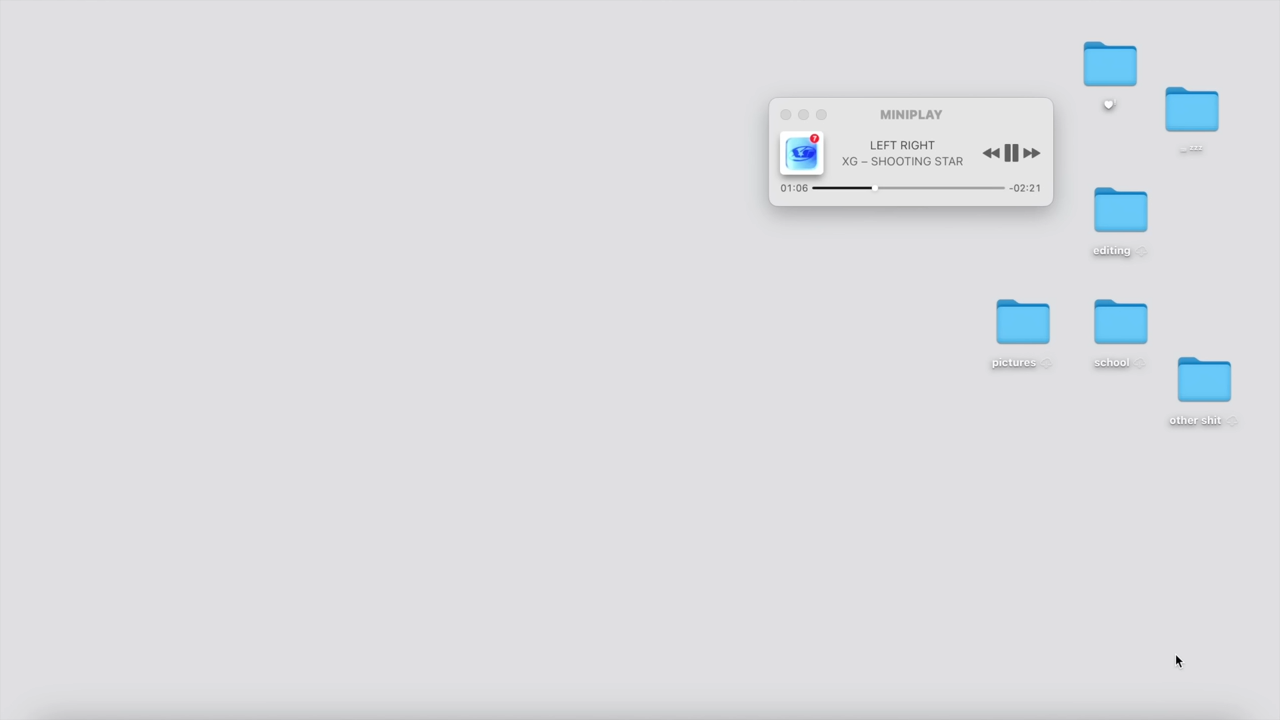 MINIPLAY
LEFT RIGHT
XG – SHOOTING STAR
01:06
-02:21
editing
pictures
school
other shit